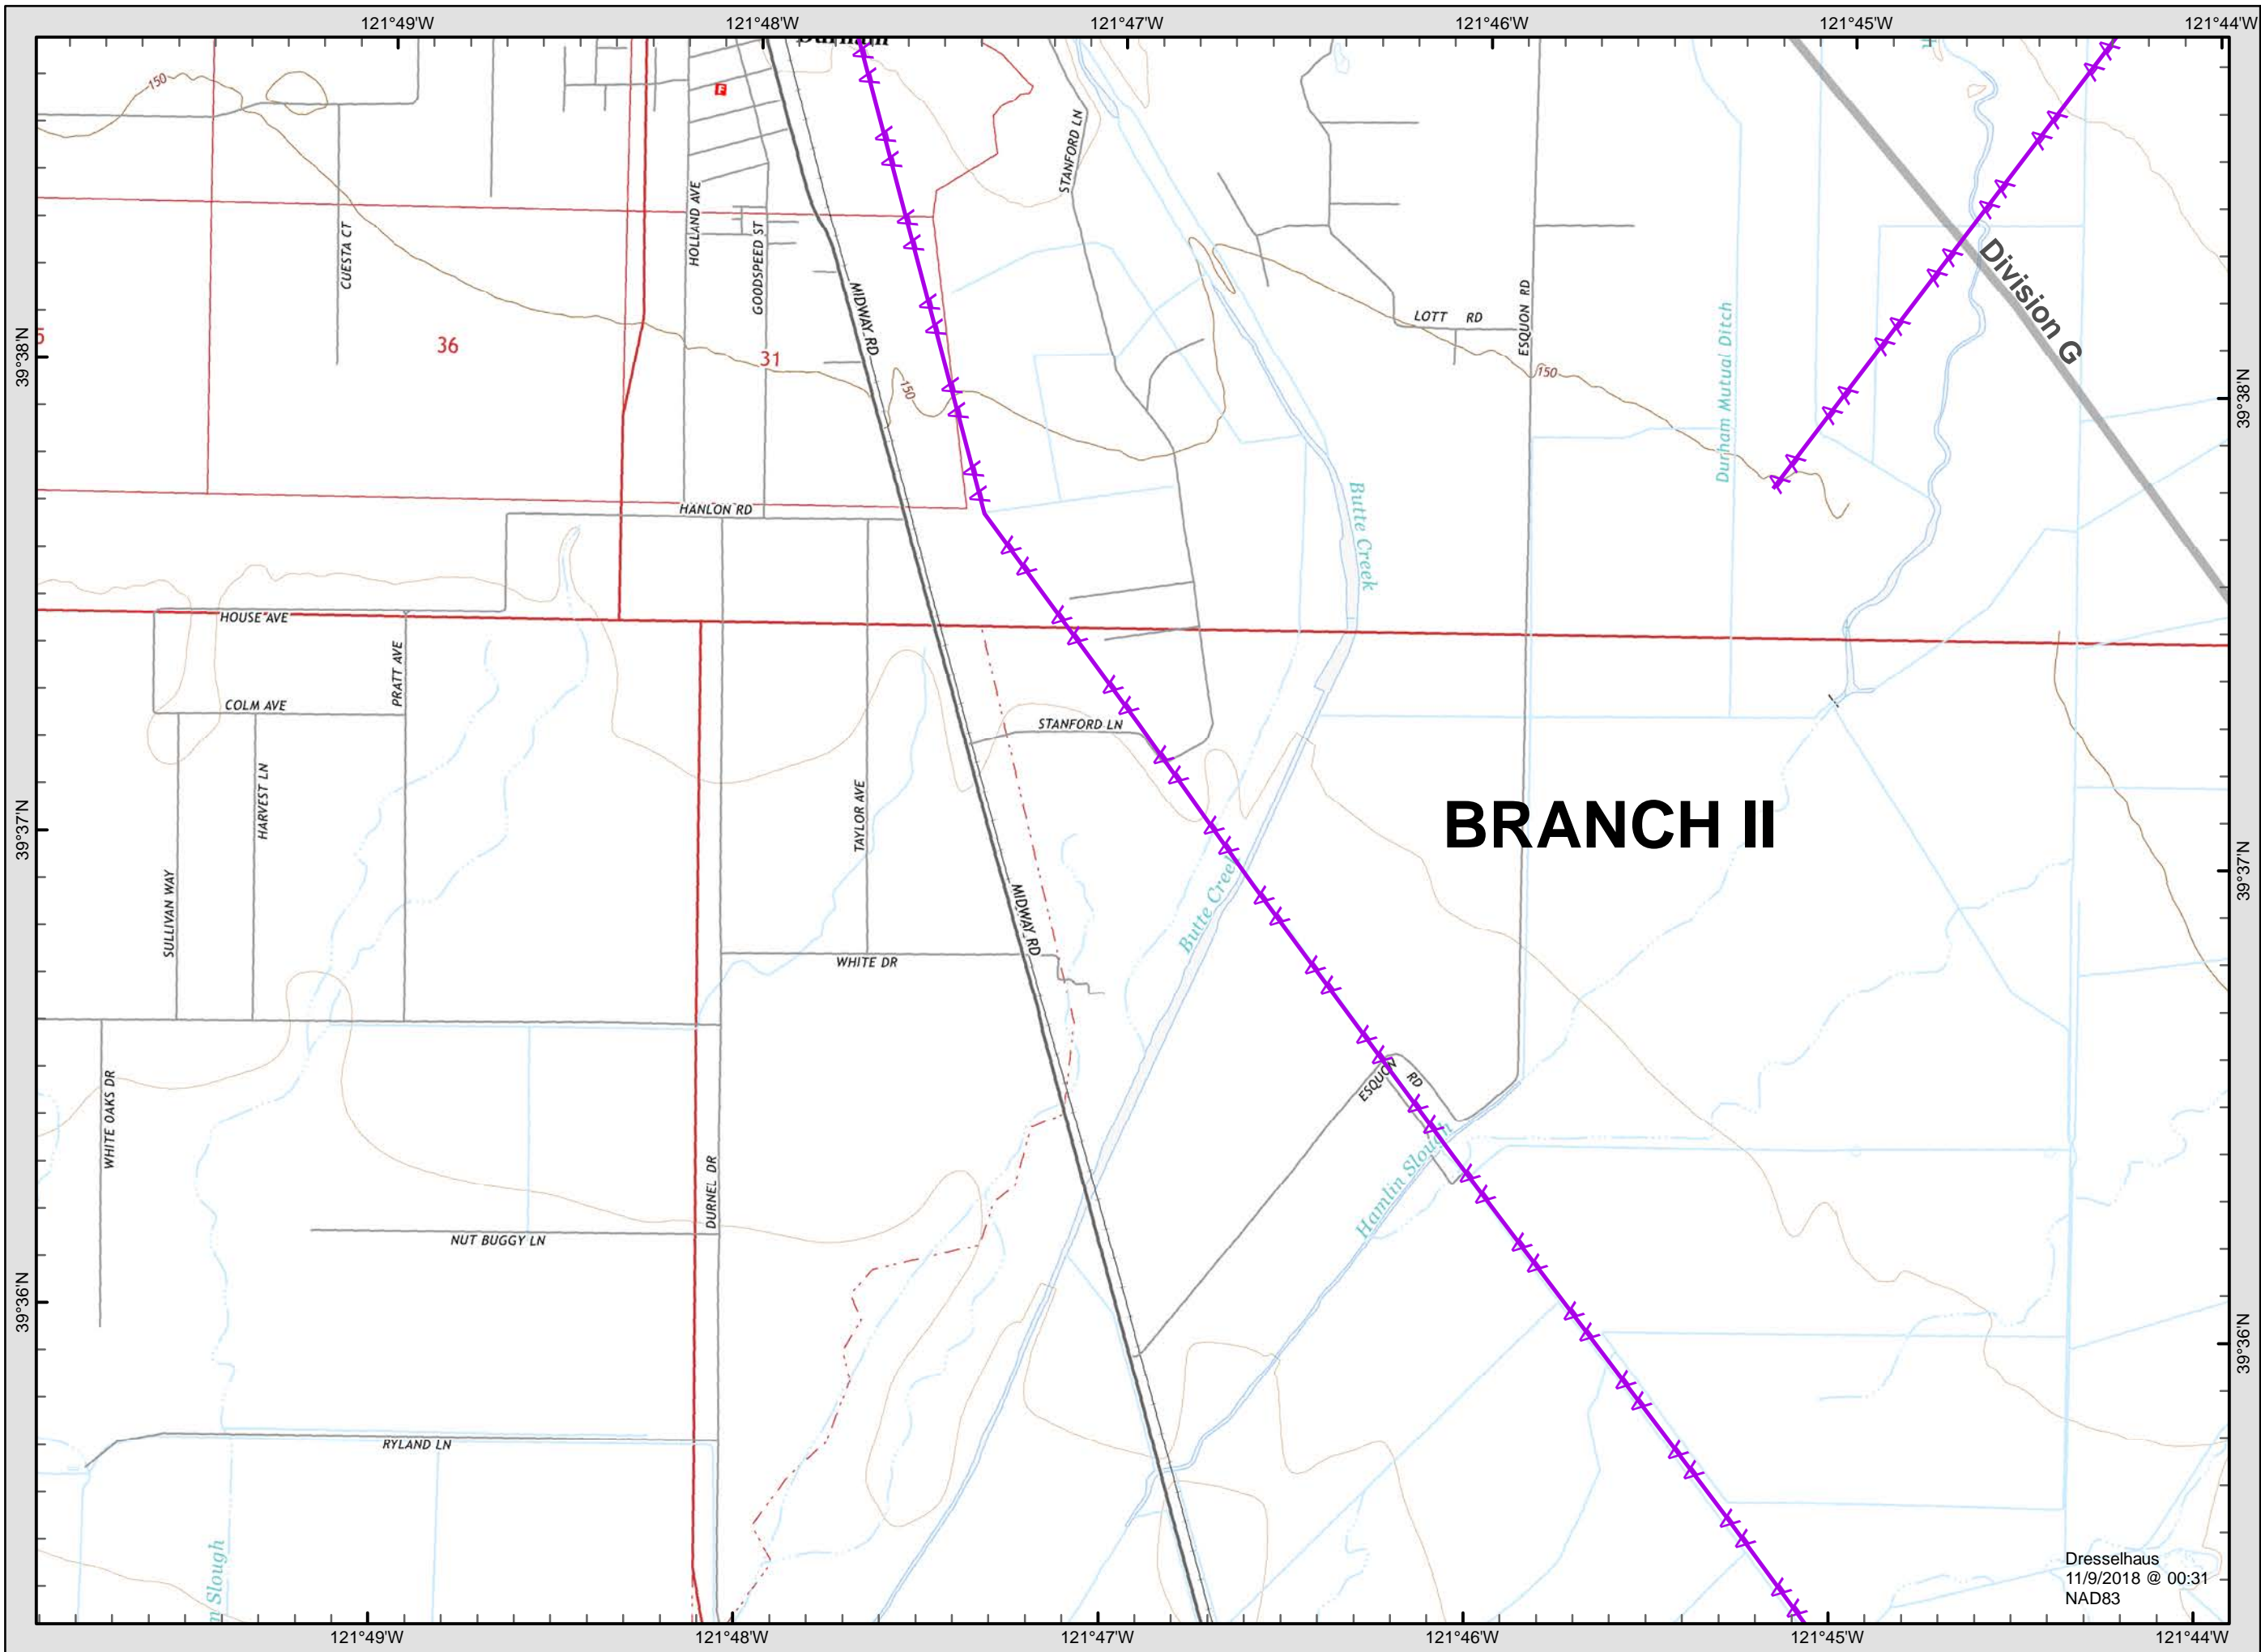 121°49'W
121°48'W
121°47'W
121°46'W
121°45'W
121°44'W
Durham
150
F
STANFORD LN
HOLLAND AVE
CUESTA CT
GOODSPEED ST
MIDWAY RD
Division G
ESQUON RD
LOTT RD
Durham Mutual Ditch
39°38'N
36
31
150
150
39°38'N
Butte Creek
HANLON RD
HOUSE AVE
PRATT AVE
COLM AVE
STANFORD LN
HARVEST LN
TAYLOR AVE
BRANCH II
39°37'N
39°37'N
SULLIVAN WAY
MIDWAY RD
Butte Creek
WHITE DR
ESQUON RD
WHITE OAKS DR
DURNEL DR
Hamlin Slough
NUT BUGGY LN
39°36'N
39°36'N
RYLAND LN
Slough
Dresselhaus
11/9/2018 @ 00:31
NAD83
121°49'W
121°48'W
121°47'W
121°46'W
121°45'W
121°44'W